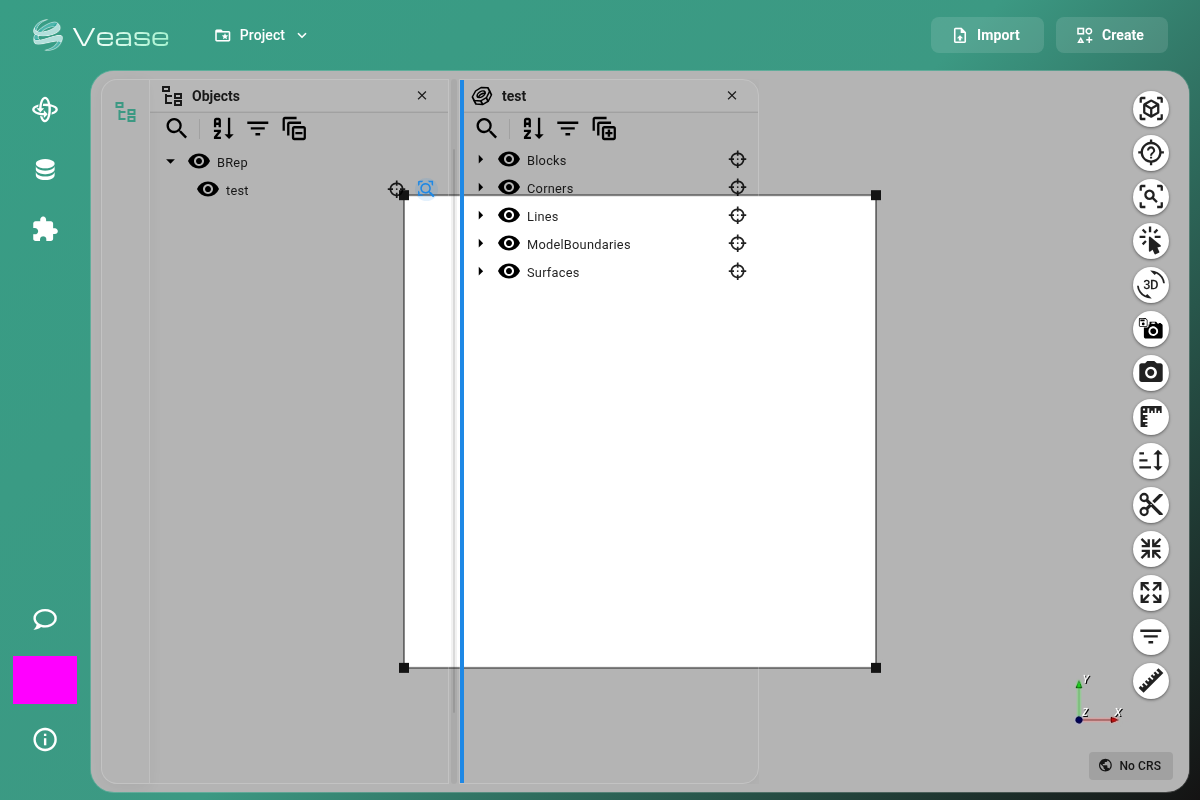 Vease
Project
Import
Create
Objects
test
A
Z
A
Z
BRep
test
Blocks
Corners
Lines
ModelBoundaries
Surfaces
?
3D
Y
Z
X
No CRS